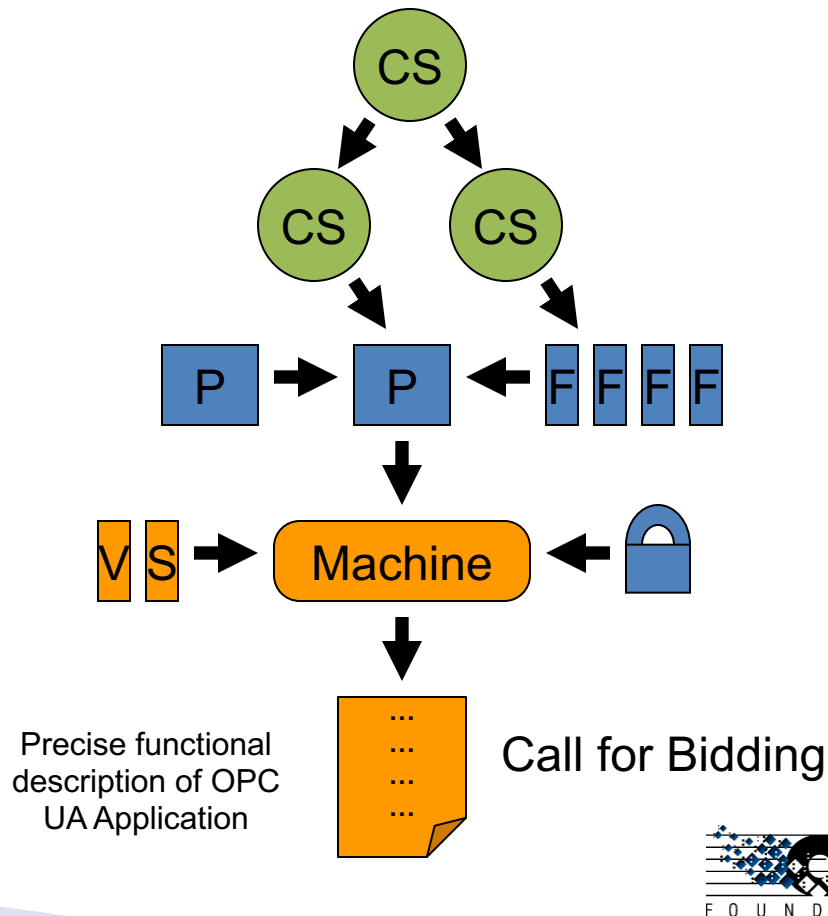 CS
CS CS
P P F F F F
V S Machine
...
...
...
...
Precise functional
description of OPC
UA Application
Call for Bidding